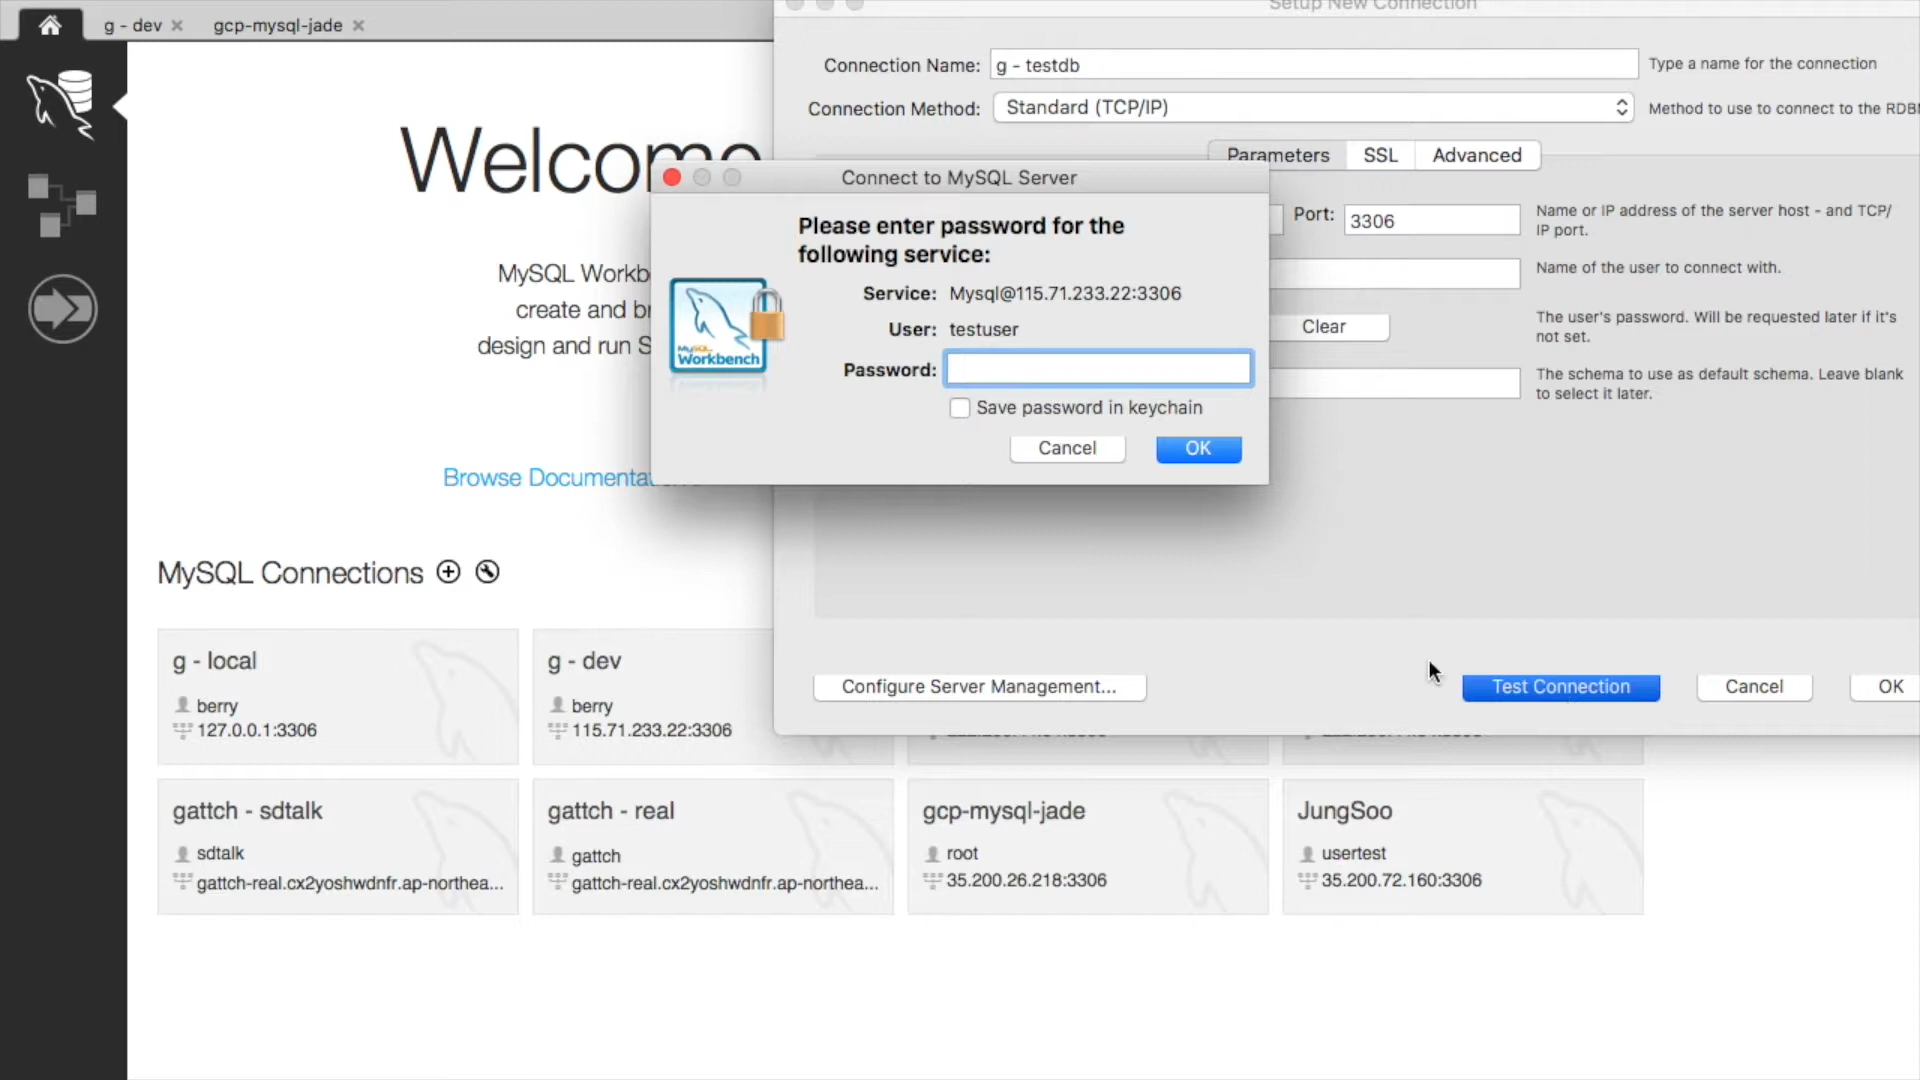 g - dev
gcp-mysql-jade
Setup New Connection
Connection Name:
g - testdb
Type a name for the connection
Connection Method:
Standard (TCP/IP)
Method to use to connect to the
Parameters
SSL
Advanced
Connect to MySQL Server
Please enter password for the
following service:
Service: Mysql@115.71.233.22:3306
User: testuser
Password:
Save password in keychain
Cancel
OK
MySQL
Workbench
Port: 3306
Name or IP address of the server host - and TCP/
IP port.
Name of the user to connect with.
Clear
The user's password. Will be requested later if it's
not set.
The schema to use as default schema. Leave blank
to select it later.
Configure Server Management...
Test Connection
Cancel
OK
MySQL
create and
design and run
Browse
MySQL Connections
g - local
berry
127.0.0.1:3306
g - dev
berry
115.71.233.22:3306
gattch - sdtalk
sdtalk
gattch-real.cx2yoshwdnfr.ap-northea...
gattch - real
gattch
gattch-real.cx2yoshwdnfr.ap-northea...
gcp-mysql-jade
root
35.200.26.218:3306
JungSoo
usertest
35.200.72.160:3306